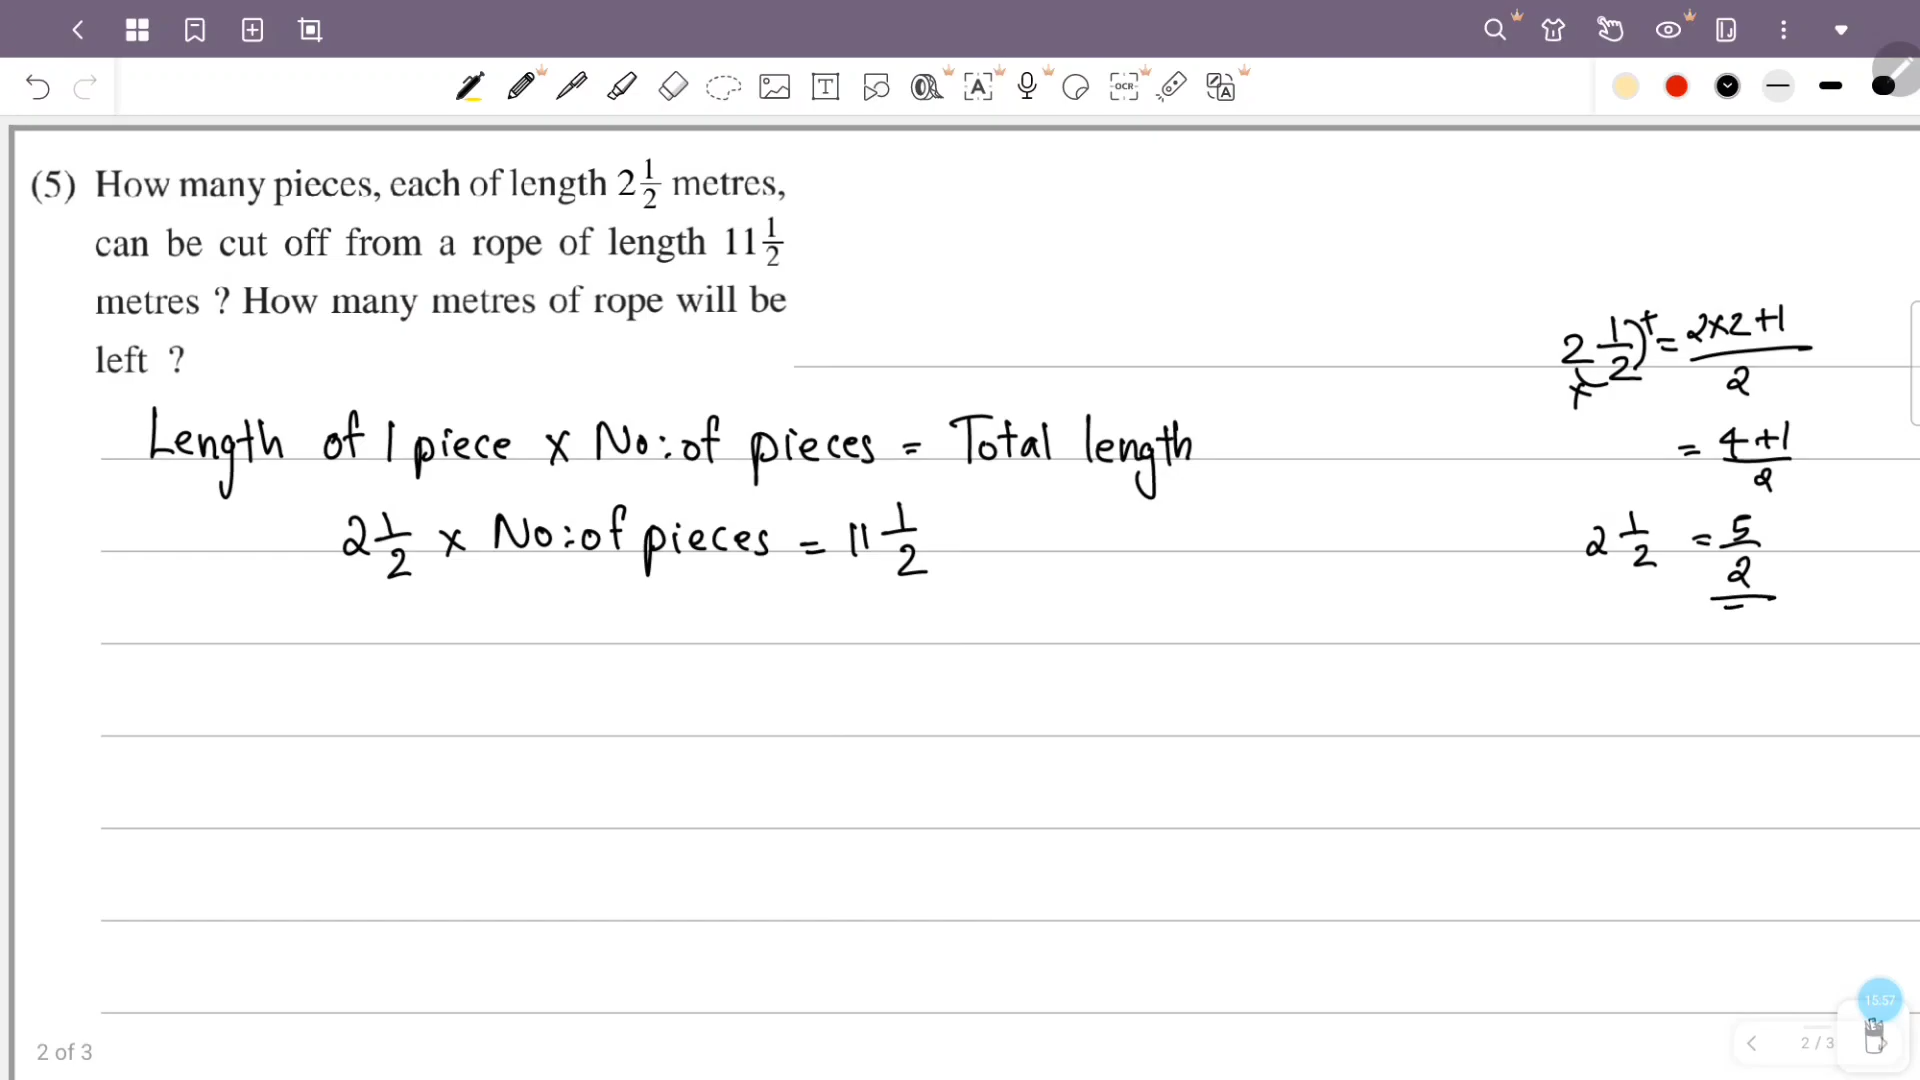 (5) How many pieces, each of length 2 1/2 metres,
can be cut off from a rope of length 11 1/2
metres ? How many metres of rope will be
left ?
Length of 1 piece x No:of pieces = Total length
2 1/2 x No:of pieces = 11 1/2
2 1/2 = 2x2+1/2
= 4+1/2
2 1/2 = 5/2
T
A
OCR
A
15:57
2 of 3
2 / 3